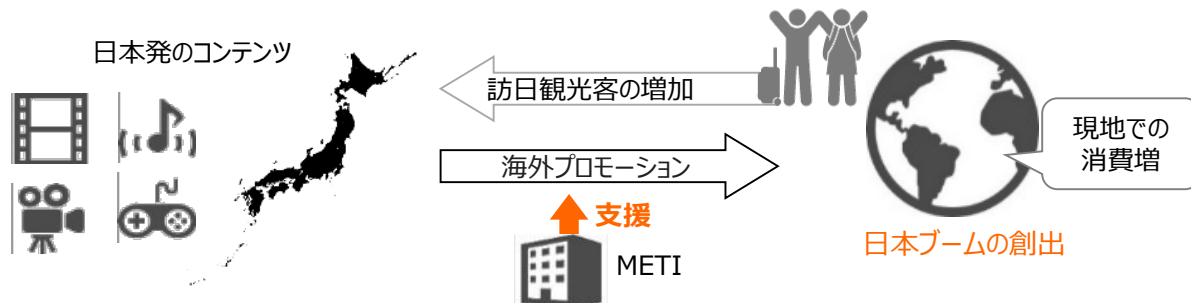 日本発のコンテンツ
訪日観光客の増加
現地での
消費増
海外プロモーション
支援
METI
日本ブームの創出